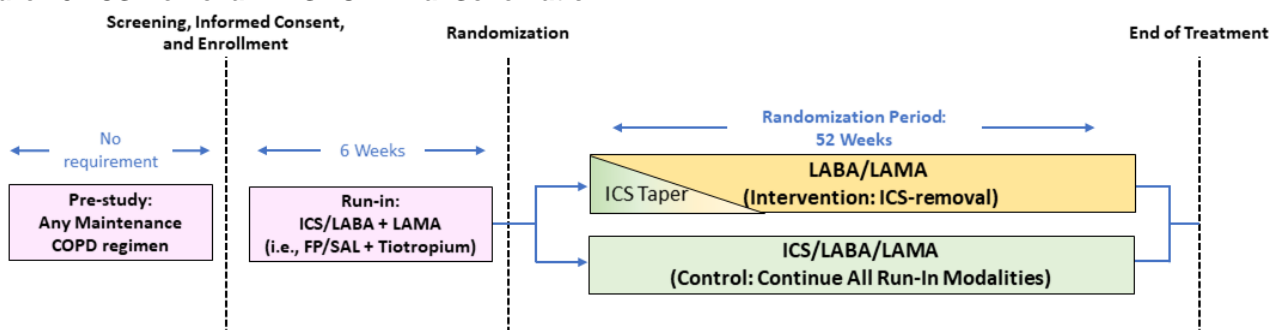 Screening, Informed Consent,
and Enrollment
Randomization
End of Treatment
No
requirement
6 Weeks
Randomization Period:
52 Weeks
Pre-study:
Any Maintenance
COPD regimen
Run-in:
ICS/LABA + LAMA
(i.e., FP/SAL + Tiotropium)
ICS Taper
LABA/LAMA
(Intervention: ICS-removal)
ICS/LABA/LAMA
(Control: Continue All Run-In Modalities)